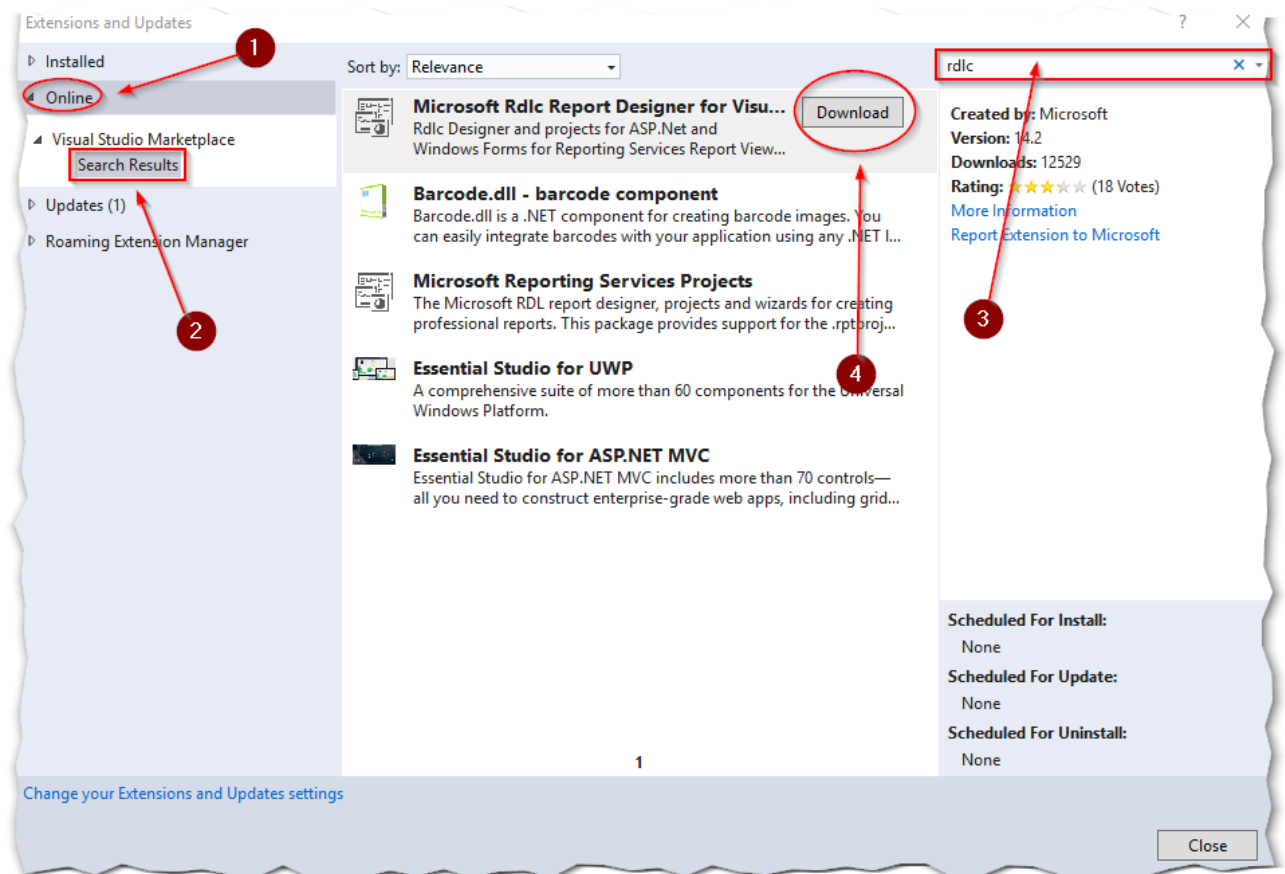 Extensions and Updates
?
1
Installed
Online
Visual Studio Marketplace
Search Results
Updates (1)
Roaming Extension Manager
2
Sort by: Relevance
Microsoft Rdlc Report Designer for Visu...
Download
Rdlc Designer and projects for ASP.Net and
Windows Forms for Reporting Services Report View...
Barcode.dll - barcode component
Barcode.dll is a .NET component for creating barcode images. You
can easily integrate barcodes with your application using any .NET I...
Microsoft Reporting Services Projects
The Microsoft RDL report designer, projects and wizards for creating
professional reports. This package provides support for the .rptproj...
4
Essential Studio for UWP
A comprehensive suite of more than 60 components for the Universal
Windows Platform.
Essential Studio for ASP.NET MVC
Essential Studio for ASP.NET MVC includes more than 70 controls—
all you need to construct enterprise-grade web apps, including grid...
1
rdlc
Created by: Microsoft
Version: 14.2
Downloads: 12529
Rating: (18 Votes)
More Information
Report Extension to Microsoft
3
Scheduled For Install:
None
Scheduled For Update:
None
Scheduled For Uninstall:
None
Change your Extensions and Updates settings
Close